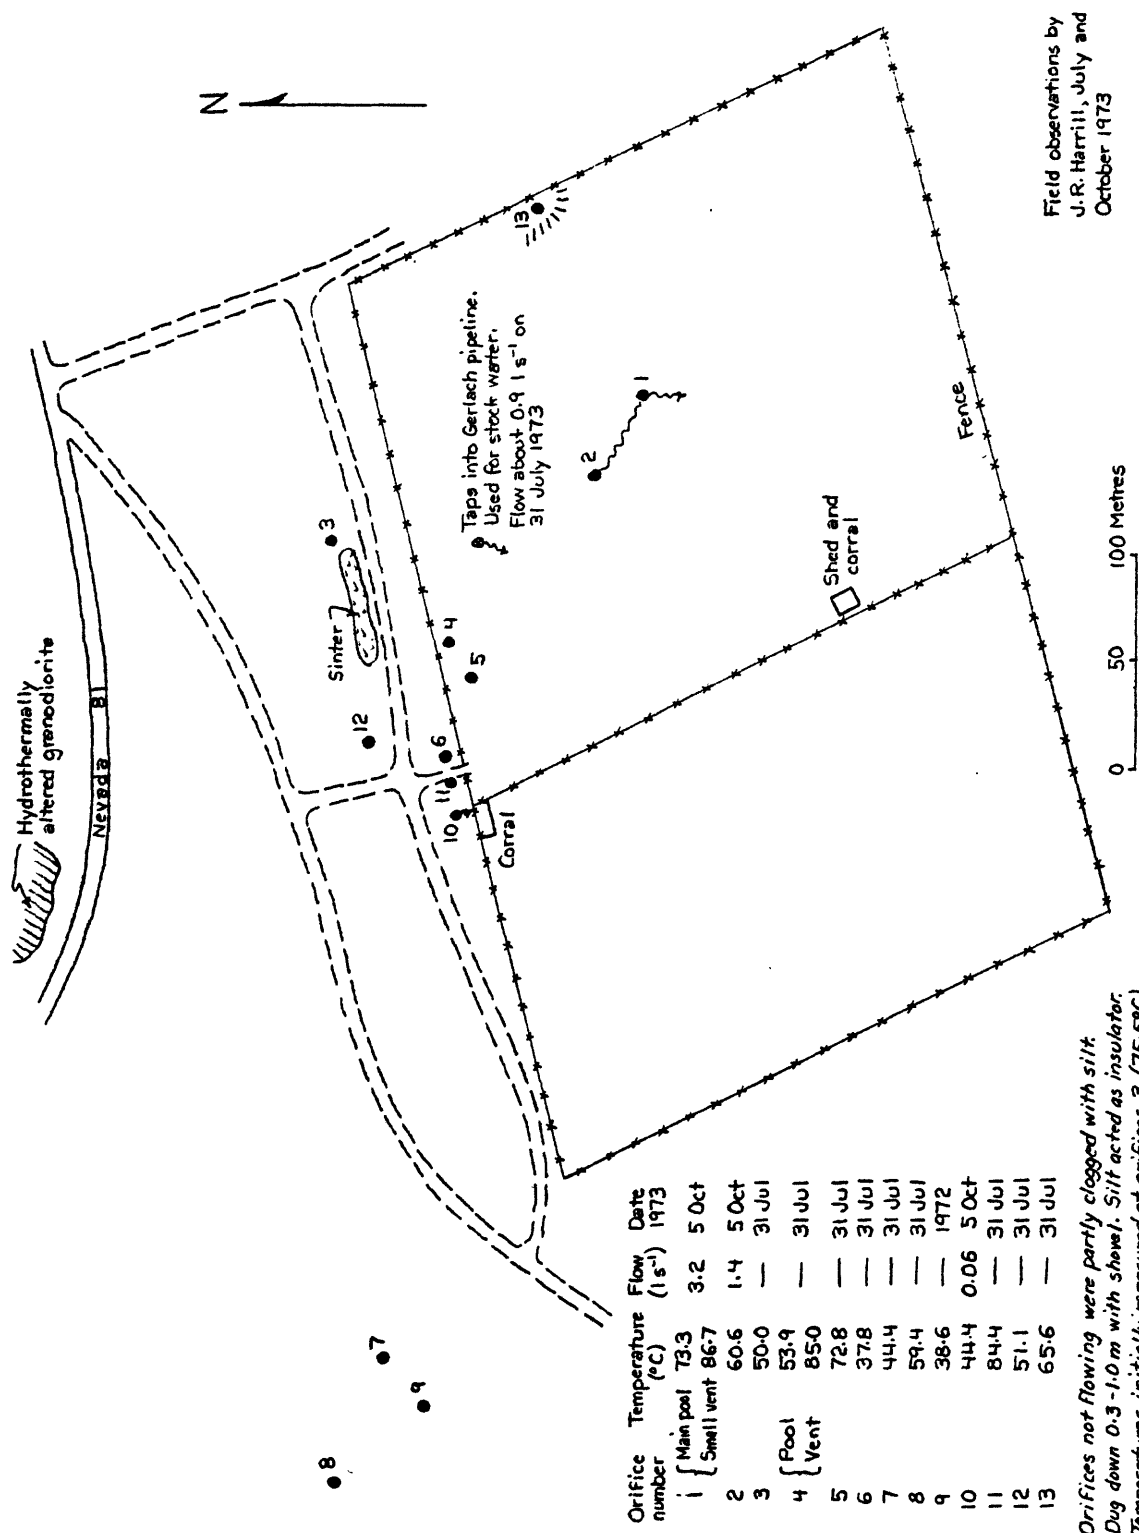 Hydrothermally
altered granodiorite
Nevada 81
N
Sinter
3
12
4
5
6
11
10
Corral
Taps into Gerlach pipeline.
Used for stock water.
Flow about 0.9 l s⁻¹ on
31 July 1973
13
2
1
Shed and
corral
Fence
7
9
8
Field observations by
J.R. Harrill, July and
October 1973
0 50 100 Metres
Orifice Temperature Flow Date
number (°C) (l s⁻¹) 1973
1 { Main pool 73.3 3.2 5 Oct
Small vent 86.7
2 60.6 1.4 5 Oct
3 50.0 — 31 Jul
4 { Pool 53.9 — 31 Jul
Vent 85.0
5 72.8 — 31 Jul
6 37.8 — 31 Jul
7 44.4 — 31 Jul
8 59.4 — 31 Jul
9 38.6 — 1972
10 44.4 0.06 5 Oct
11 84.4 — 31 Jul
12 51.1 — 31 Jul
13 65.6 — 31 Jul
Orifices not flowing were partly clogged with silt.
Dug down 0.3-1.0 m with shovel. Silt acted as insulator.
Temperature initially measured at orifice